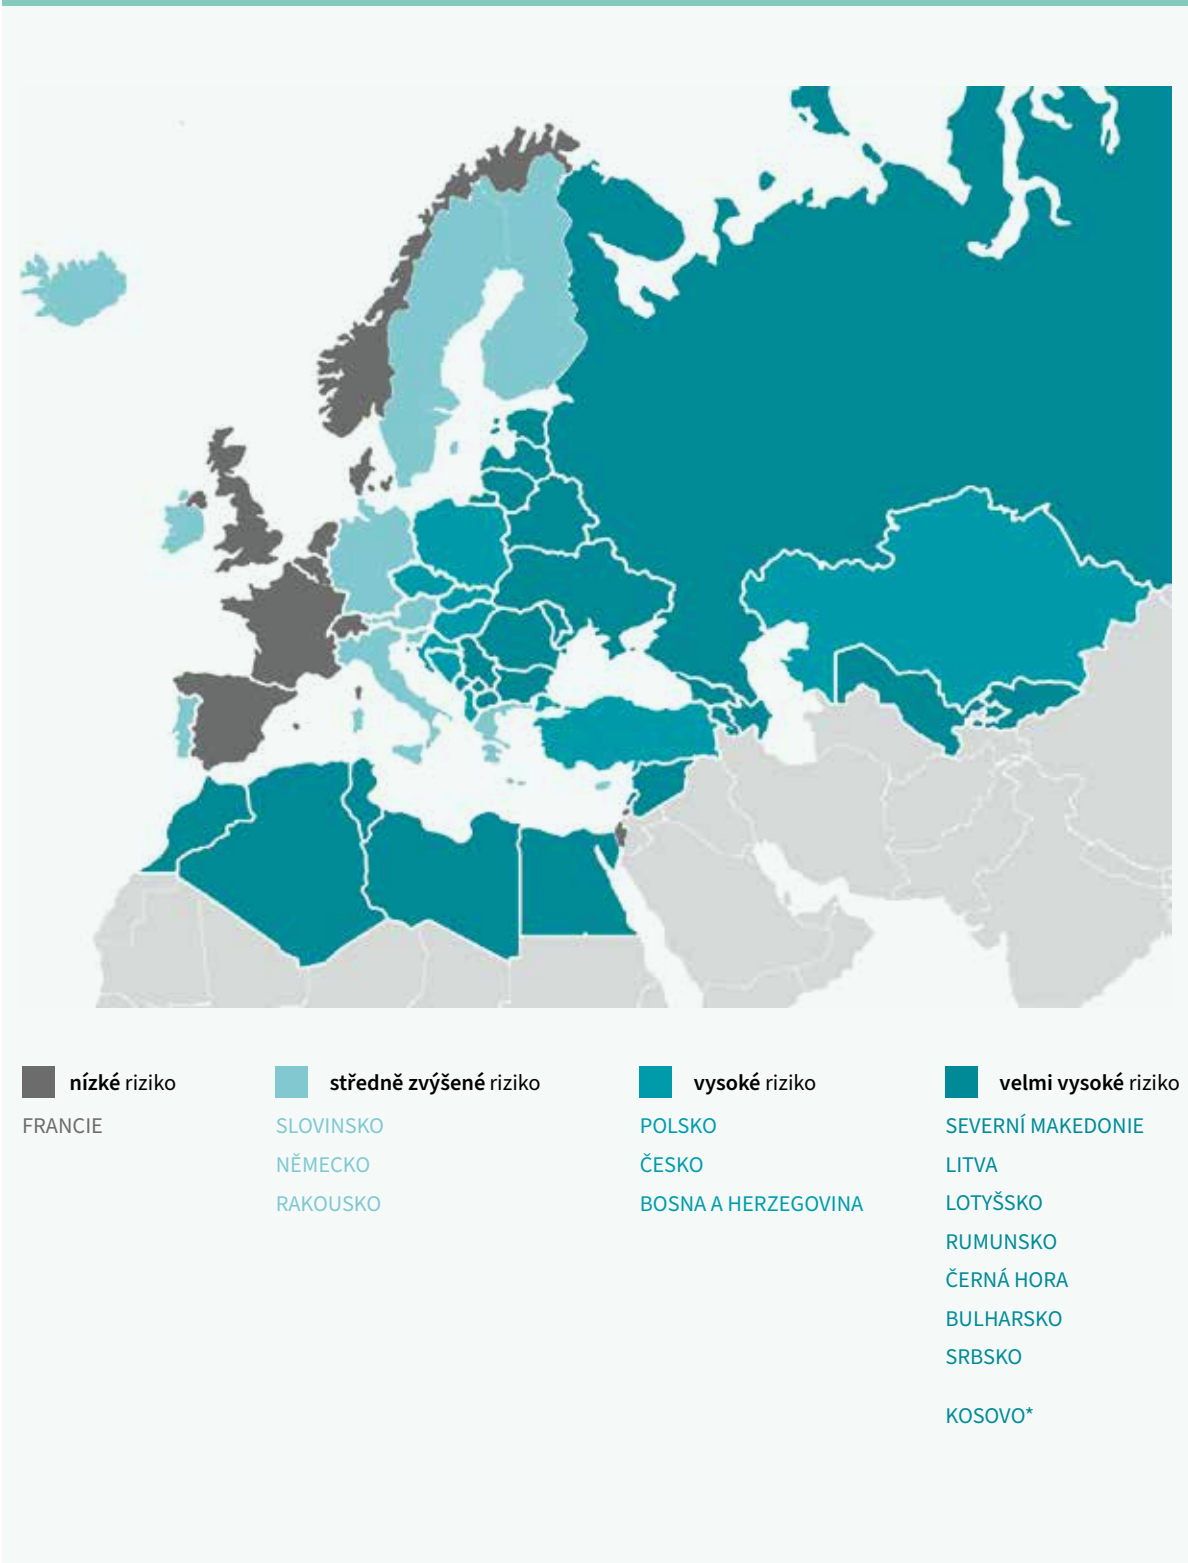 nízké riziko
FRANCIE
středně zvýšené riziko
SLOVINSKO
NĚMECKO
RAKOUSKO
vysoké riziko
POLSKO
ČESKO
BOSNA A HERZEGOVINA
velmi vysoké riziko
SEVERNÍ MAKEDONIE
LITVA
LOTYŠSKO
RUMUNSKO
ČERNÁ HORA
BULHARSKO
SRBSKO
KOSOVO*